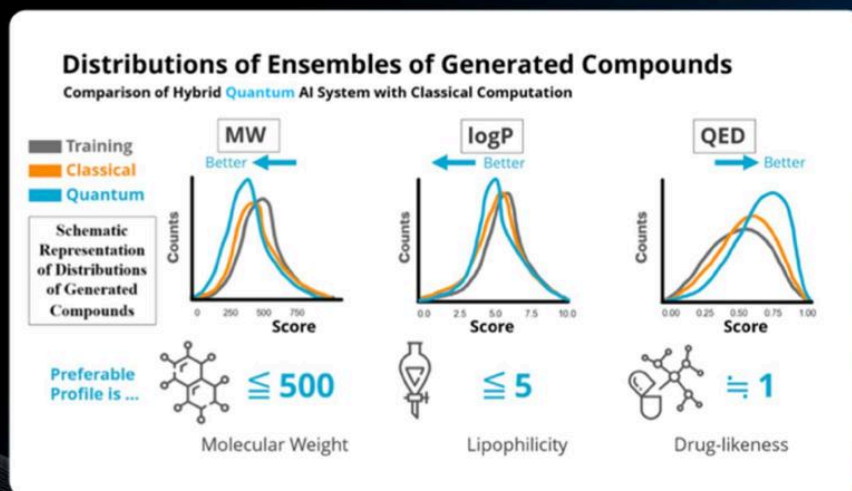 Distributions of Ensembles of Generated Compounds
Comparison of Hybrid Quantum AI System with Classical Computation
Training
Classical
Quantum
Schematic
Representation
of Distributions
of Generated
Compounds
MW
Better
Counts
0 250 500 750
Score
logP
Better
Counts
0.0 2.5 5.0 7.5 10.0
Score
QED
Better
Counts
0.00 0.25 0.50 0.75 1.00
Score
Preferable
Profile is ...
≦ 500
≦ 5
≒ 1
Molecular Weight
Lipophilicity
Drug-likeness